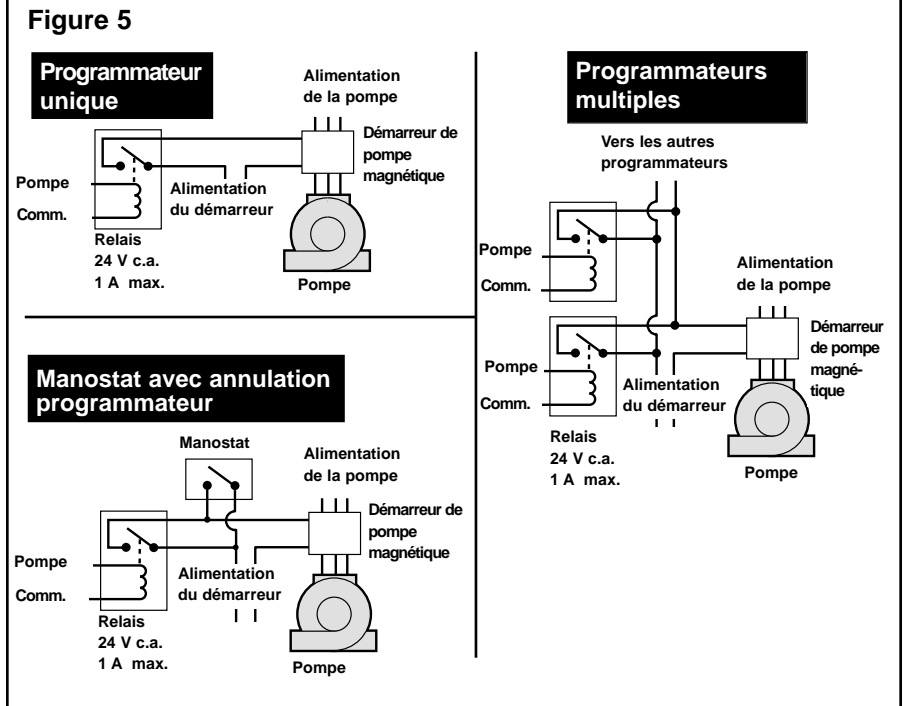 Figure 5
Programmateur
unique
Alimentation
de la pompe
Démarreur de
pompe
magnétique
Pompe
Comm.
Alimentation
du démarreur
Relais
24 V c.a.
1 A max.
Pompe
Manostat avec annulation
programmateur
Manostat
Alimentation
de la pompe
Démarreur de
pompe
magnétique
Pompe
Comm.
Alimentation
du démarreur
Relais
24 V c.a.
1 A max.
Pompe
Programmateurs
multiples
Vers les autres
programmateurs
Pompe
Comm.
Alimentation
de la pompe
Démarreur
de pompe
magné-
tique
Pompe
Comm.
Alimentation
du démarreur
Relais
24 V c.a.
1 A max.
Pompe